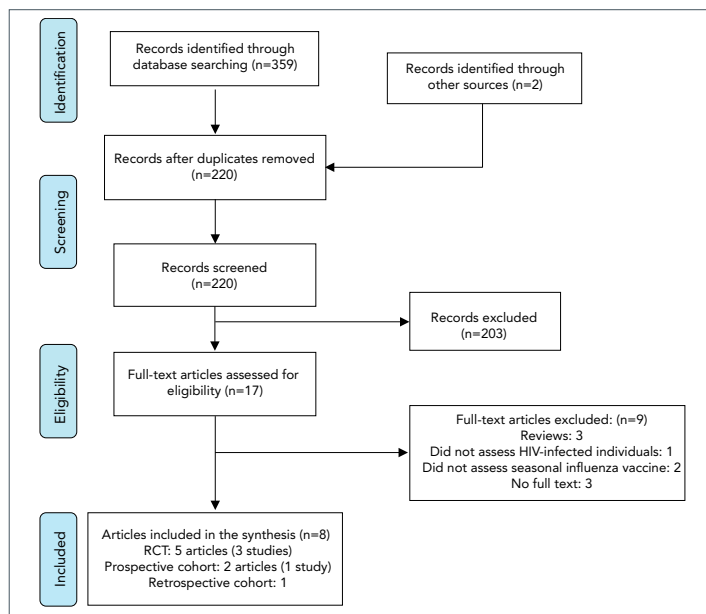 Identification
Records identified through
database searching (n=359)
Records identified through
other sources (n=2)
Records after duplicates removed
(n=220)
Screening
Records screened
(n=220)
Records excluded
(n=203)
Eligibility
Full-text articles assessed for
eligibility (n=17)
Full-text articles excluded: (n=9)
Reviews: 3
Did not assess HIV-infected individuals: 1
Did not assess seasonal influenza vaccine: 2
No full text: 3
Included
Articles included in the synthesis (n=8)
RCT: 5 articles (3 studies)
Prospective cohort: 2 articles (1 study)
Retrospective cohort: 1